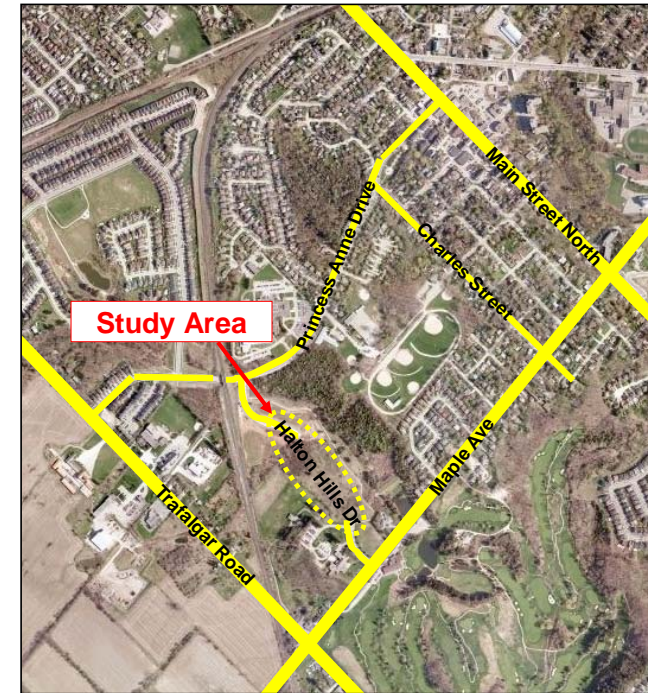 Main Street North
Princess Anne Drive
Charles Street
Study Area
Maple Ave
Halton Hills Dr
Trafalgar Road